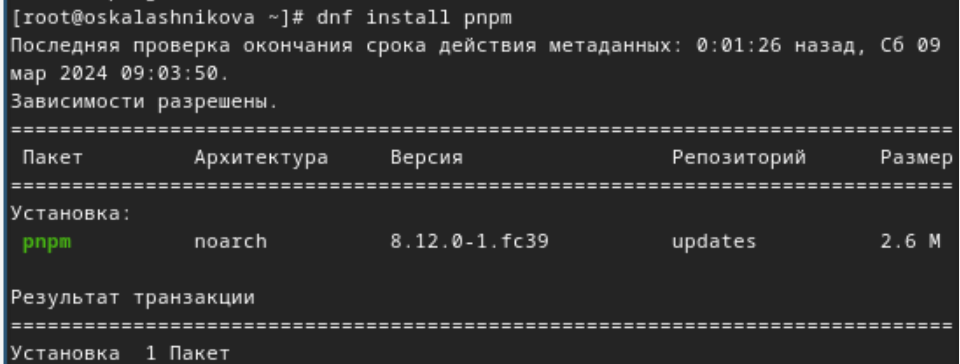 [root@oskalashnikova ~]# dnf install pnpm
Последняя проверка окончания срока действия метаданных: 0:01:26 назад, Сб 09
мар 2024 09:03:50.
Зависимости разрешены.
================================================================================
Пакет Архитектура Версия Репозиторий Размер
================================================================================
Установка:
pnpm noarch 8.12.0-1.fc39 updates 2.6 M
Результат транзакции
================================================================================
Установка 1 Пакет